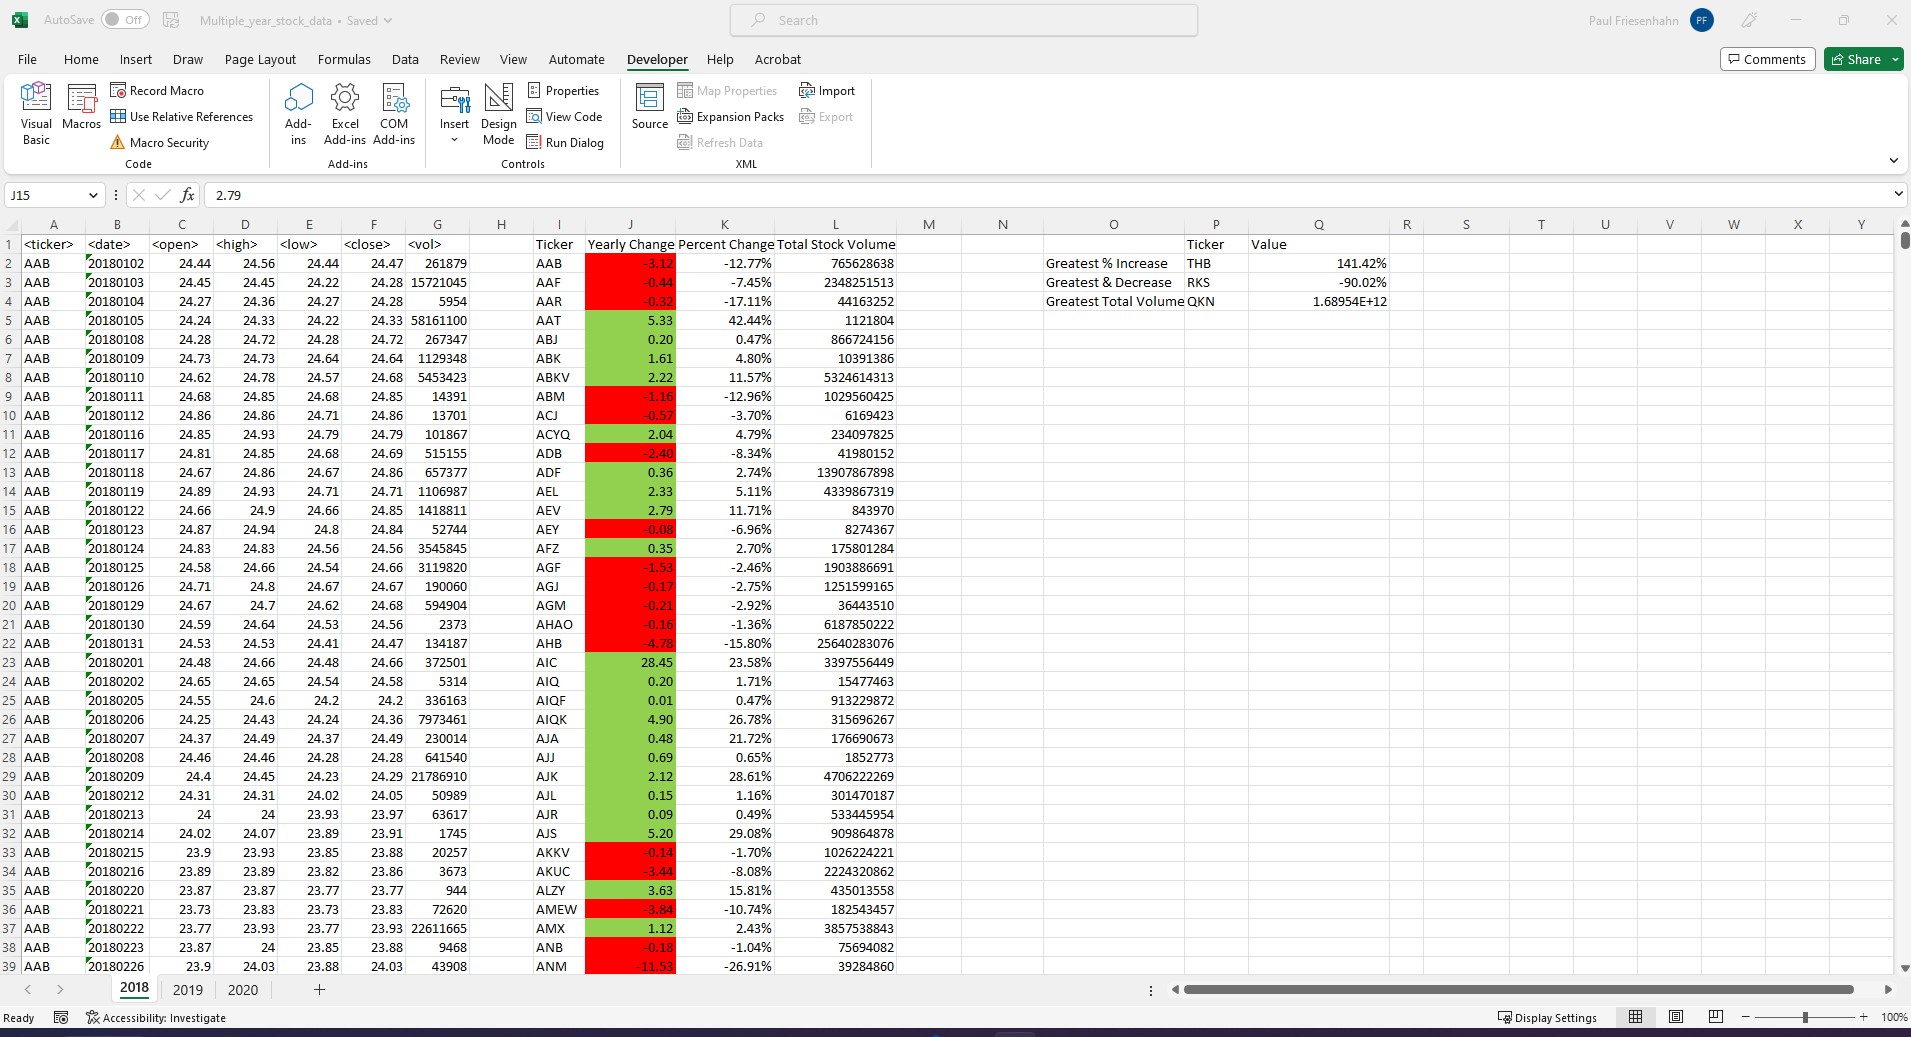 AutoSave Off Multiple_year_stock_data • Saved Search Paul Friesenhahn PF
File Home Insert Draw Page Layout Formulas Data Review View Automate Developer Help Acrobat Comments Share
Visual Basic
Macros
Record Macro
Use Relative References
Macro Security
Code
Add-ins
Excel Add-ins
COM Add-ins
Add-ins
Insert
Design Mode
Properties
View Code
Run Dialog
Controls
Source
Map Properties
Expansion Packs
Refresh Data
Import
Export
XML
J15 fx 2.79
A B C D E F G H I J K L M N O P Q R S T U V W X Y
1 <ticker> <date> <open> <high> <low> <close> <vol> Ticker Yearly Change Percent Change Total Stock Volume Ticker Value
2 AAB 20180102 24.44 24.56 24.44 24.47 261879 AAB -3.12 -12.77% 765628638 Greatest % Increase THB 141.42%
3 AAB 20180103 24.45 24.45 24.22 24.28 15721045 AAF -0.44 -7.45% 2348251513 Greatest & Decrease RKS -90.02%
4 AAB 20180104 24.27 24.36 24.27 24.28 5954 AAR -0.32 -17.11% 44163252 Greatest Total Volume QKN 1.68954E+12
5 AAB 20180105 24.24 24.33 24.22 24.33 58161100 AAT 5.33 42.44% 1121804
6 AAB 20180108 24.28 24.72 24.28 24.72 267347 ABJ 0.20 0.47% 866724156
7 AAB 20180109 24.73 24.73 24.64 24.64 1129348 ABK 1.61 4.80% 10391386
8 AAB 20180110 24.62 24.78 24.57 24.68 5453423 ABKV 2.22 11.57% 5324614313
9 AAB 20180111 24.68 24.85 24.68 24.85 14391 ABM -1.16 -12.96% 1029560425
10 AAB 20180112 24.86 24.86 24.71 24.86 13701 ACJ -0.57 -3.70% 6169423
11 AAB 20180116 24.85 24.93 24.79 24.79 101867 ACYQ 2.04 4.79% 234097825
12 AAB 20180117 24.81 24.85 24.68 24.69 515155 ADB -2.40 -8.34% 41980152
13 AAB 20180118 24.67 24.86 24.67 24.86 657377 ADF 0.36 2.74% 13907867898
14 AAB 20180119 24.89 24.93 24.71 24.71 1106987 AEL 2.33 5.11% 4339867319
15 AAB 20180122 24.66 24.9 24.66 24.85 1418811 AEV 2.79 11.71% 843970
16 AAB 20180123 24.87 24.94 24.8 24.84 52744 AEY -0.08 -6.96% 8274367
17 AAB 20180124 24.83 24.83 24.56 24.56 3545845 AFZ 0.35 2.70% 175801284
18 AAB 20180125 24.58 24.66 24.54 24.66 3119820 AGF -1.53 -2.46% 1903886691
19 AAB 20180126 24.71 24.8 24.67 24.67 190060 AGJ -0.17 -2.75% 1251599165
20 AAB 20180129 24.67 24.7 24.62 24.68 594904 AGM -0.21 -2.92% 36443510
21 AAB 20180130 24.59 24.64 24.53 24.56 2373 AHAO -0.16 -1.36% 6187850222
22 AAB 20180131 24.53 24.53 24.41 24.47 134187 AHB -4.78 -15.80% 25640283076
23 AAB 20180201 24.48 24.66 24.48 24.66 372501 AIC 28.45 23.58% 3397556449
24 AAB 20180202 24.65 24.65 24.54 24.58 5314 AIQ 0.20 1.71% 15477463
25 AAB 20180205 24.55 24.6 24.2 24.2 336163 AIQF 0.01 0.47% 913229872
26 AAB 20180206 24.25 24.43 24.24 24.36 7973461 AIQK 4.90 26.78% 315696267
27 AAB 20180207 24.37 24.49 24.37 24.49 230014 AJA 0.48 21.72% 176690673
28 AAB 20180208 24.46 24.46 24.28 24.28 641540 AJJ 0.69 0.65% 1852773
29 AAB 20180209 24.4 24.45 24.23 24.29 21786910 AJK 2.12 28.61% 4706222269
30 AAB 20180212 24.31 24.31 24.02 24.05 50989 AJL 0.15 1.16% 301470187
31 AAB 20180213 24 24 23.93 23.97 63617 AJR 0.09 0.49% 533445954
32 AAB 20180214 24.02 24.07 23.89 23.91 1745 AJS 5.20 29.08% 909864878
33 AAB 20180215 23.9 23.93 23.85 23.88 20257 AKKV -0.14 -1.70% 1026224221
34 AAB 20180216 23.89 23.89 23.82 23.86 3673 AKUC -3.44 -8.08% 2224320862
35 AAB 20180220 23.87 23.87 23.77 23.77 944 ALZY 3.63 15.81% 435013558
36 AAB 20180221 23.73 23.83 23.73 23.83 72620 AMEW -3.84 -10.74% 182543457
37 AAB 20180222 23.77 23.93 23.77 23.93 22611665 AMX 1.12 2.43% 3857538843
38 AAB 20180223 23.87 24 23.85 23.88 9468 ANB -0.18 -1.04% 75694082
39 AAB 20180226 23.9 24.03 23.88 24.03 43908 ANM -11.53 -26.91% 39284860
2018 2019 2020
Ready Accessibility: Investigate Display Settings 100%